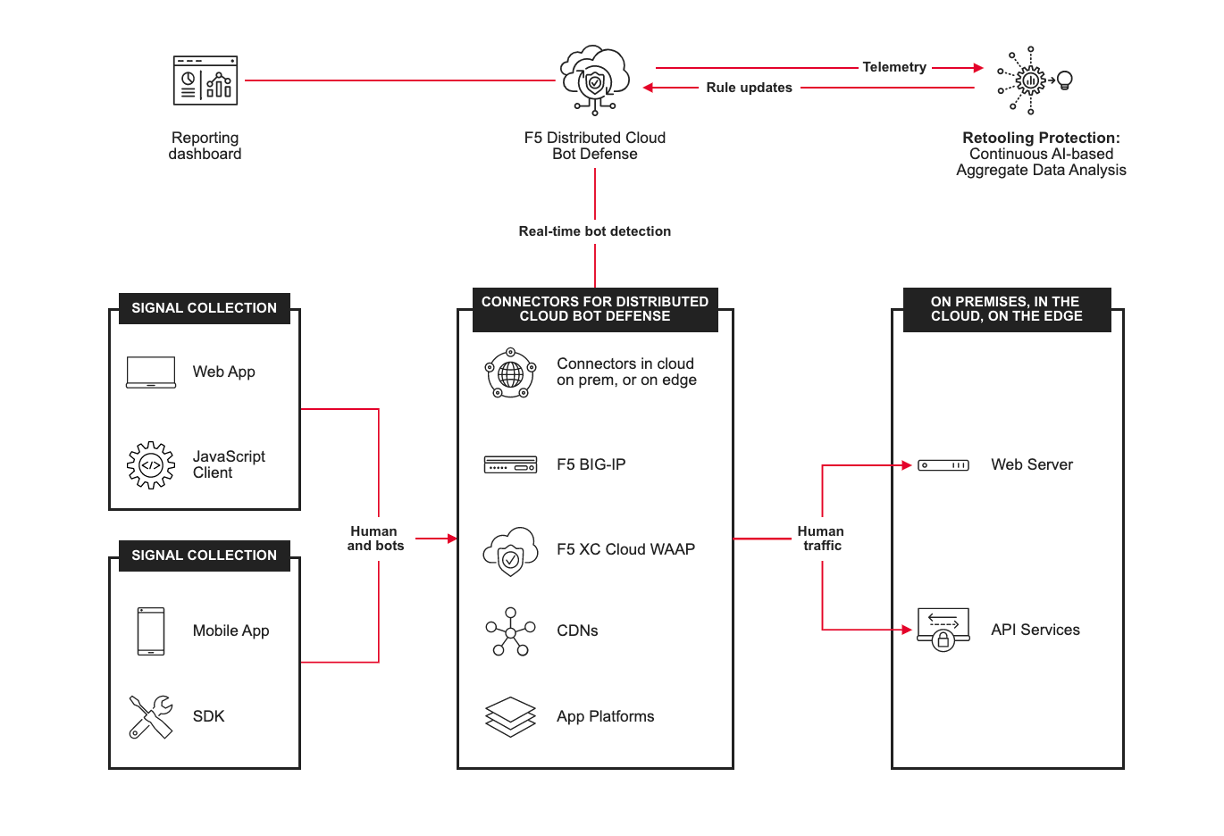 Telemetry
Rule updates
Reporting
dashboard
F5 Distributed Cloud
Bot Defense
Retooling Protection:
Continuous AI-based
Aggregate Data Analysis
Real-time bot detection
SIGNAL COLLECTION
Web App
JavaScript
Client
SIGNAL COLLECTION
Mobile App
SDK
Human
and bots
CONNECTORS FOR DISTRIBUTED
CLOUD BOT DEFENSE
Connectors in cloud
on prem, or on edge
F5 BIG-IP
F5 XC Cloud WAAP
CDNs
App Platforms
Human
traffic
ON PREMISES, IN THE
CLOUD, ON THE EDGE
Web Server
API Services